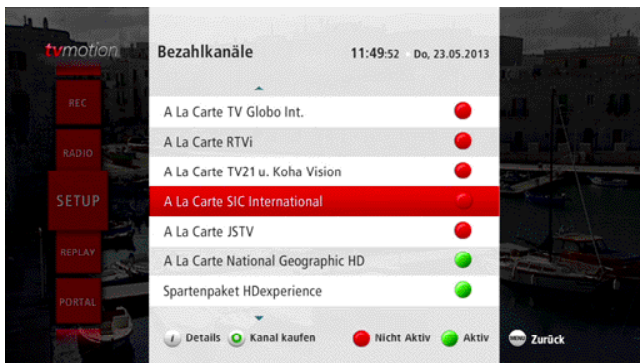 tvmotion
Bezahlkanäle
11:49:52 Do, 23.05.2013
REC
RADIO
SETUP
REPLAY
PORTAL
A La Carte TV Globo Int.
A La Carte RTVi
A La Carte TV21 u. Koha Vision
A La Carte SIC International
A La Carte JSTV
A La Carte National Geographic HD
Spartenpaket HDexperience
i Details
Kanal kaufen
Nicht Aktiv
Aktiv
MENU Zurück